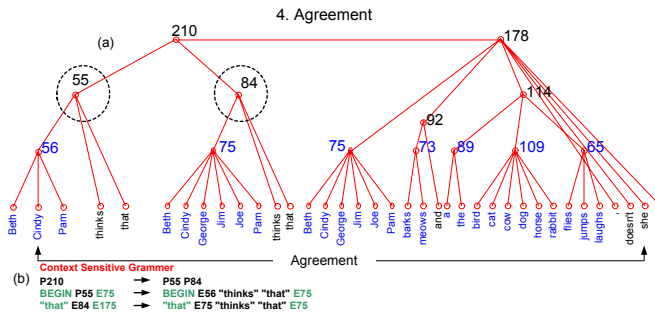 4. Agreement
210
178
(a)
55
84
114
92
56
75
75
73
89
109
65
Beth
Cindy
Pam
thinks
that
Beth
Cindy
George
Jim
Joe
Pam
thinks
that
Beth
Cindy
George
Jim
Joe
Pam
barks
meows
and
a
the
bird
cat
cow
dog
horse
rabbit
flies
jumps
laughs
,
doesn't
she
Agreement
Context Sensitive Grammer
(b)
P210 → P55 P84
BEGIN P55 E75 → BEGIN E56 "thinks" "that" E75
"that" E84 E175 → "that" E75 "thinks" "that" E75